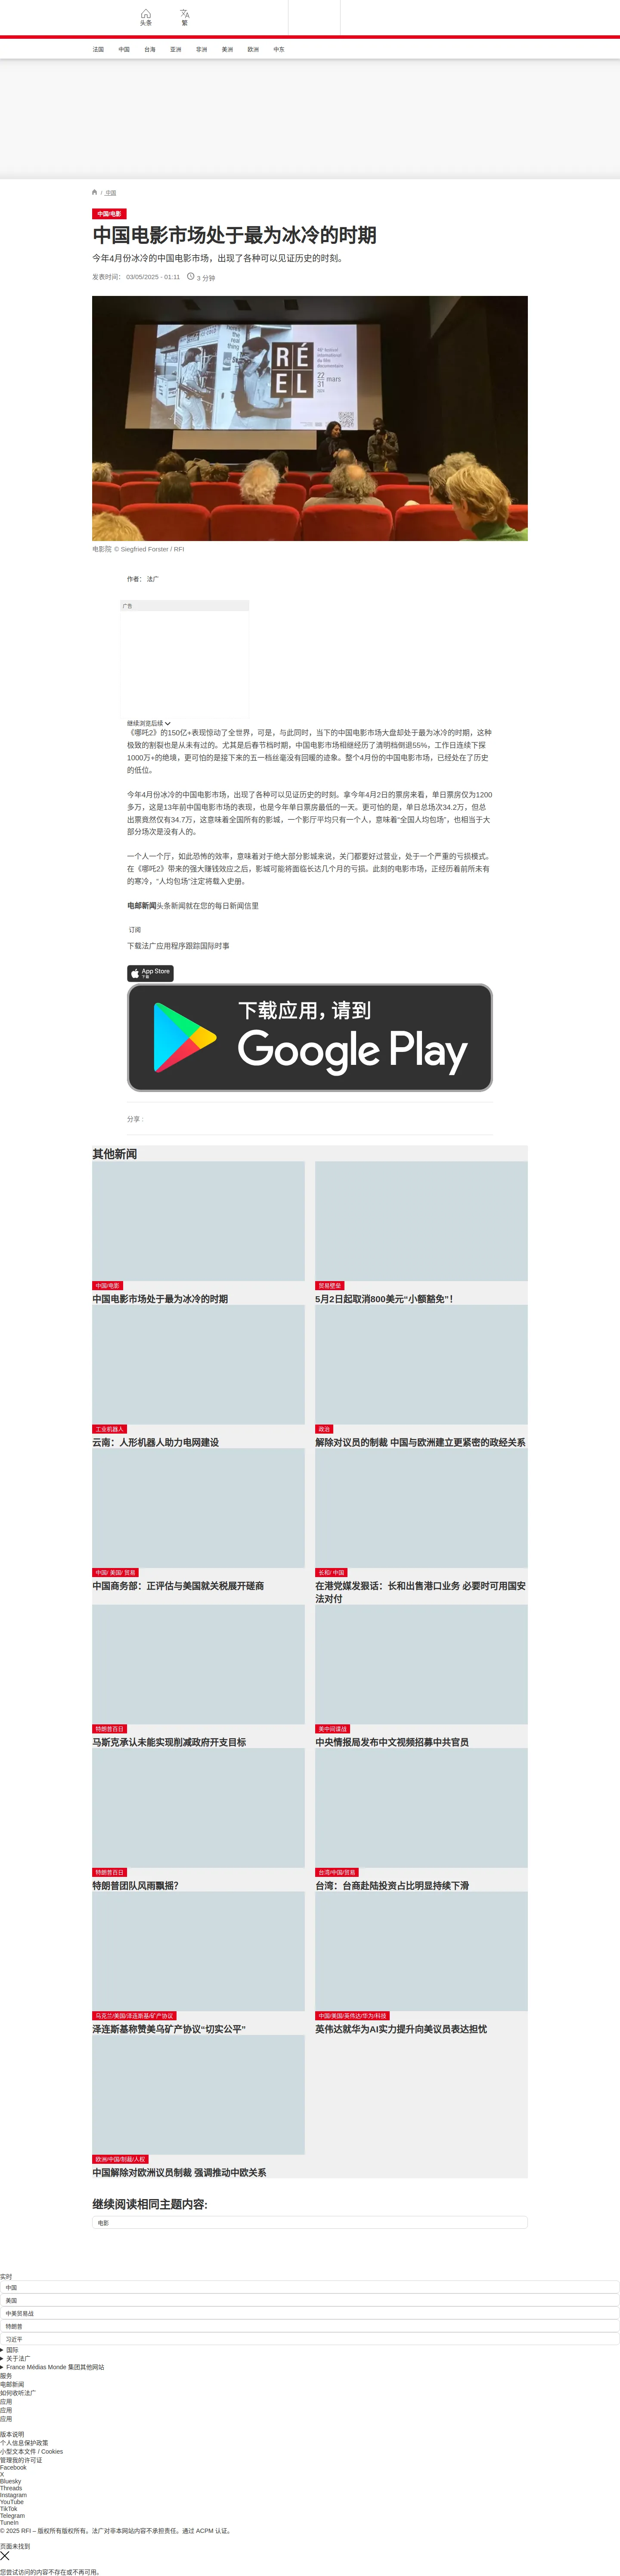 头条
繁
法国
中国
台海
亚洲
非洲
美洲
欧洲
中东
/ 中国
中国/电影
中国电影市场处于最为冰冷的时期
今年4月份冰冷的中国电影市场，出现了各种可以见证历史的时刻。
发表时间： 03/05/2025 - 01:11
3 分钟
the real thing
RÉEL
festival international du film documentaire
22
31
mars
电影院 © Siegfried Forster / RFI
作者： 法广
广告
继续浏览后续
《哪吒2》的150亿+表现惊动了全世界，可是，与此同时，当下的中国电影市场大盘却处于最为冰冷的时期，这种
极致的割裂也是从未有过的。尤其是后春节档时期，中国电影市场相继经历了清明档倒退55%，工作日连续下探
1000万+的绝境，更可怕的是接下来的五一档丝毫没有回暖的迹象。整个4月份的中国电影市场，已经处在了历史
的低位。
今年4月份冰冷的中国电影市场，出现了各种可以见证历史的时刻。拿今年4月2日的票房来看，单日票房仅为1200
多万，这是13年前中国电影市场的表现，也是今年单日票房最低的一天。更可怕的是，单日总场次34.2万，但总
出票竟然仅有34.7万，这意味着全国所有的影城，一个影厅平均只有一个人，意味着“全国人均包场”，也相当于大
部分场次是没有人的。
一个人一个厅，如此恐怖的效率，意味着对于绝大部分影城来说，关门都要好过营业，处于一个严重的亏损模式。
在《哪吒2》带来的强大赚钱效应之后，影城可能将面临长达几个月的亏损。此刻的电影市场，正经历着前所未有
的寒冷，“人均包场”注定将载入史册。
电邮新闻头条新闻就在您的每日新闻信里
订阅
下载法广应用程序跟踪国际时事
App Store
下载
下载应用，请到
Google Play
分享 :
其他新闻
中国/电影
中国电影市场处于最为冰冷的时期
贸易壁垒
5月2日起取消800美元“小额豁免”！
工业机器人
云南：人形机器人助力电网建设
政治
解除对议员的制裁 中国与欧洲建立更紧密的政经关系
中国/ 美国/ 贸易
中国商务部：正评估与美国就关税展开磋商
长和/ 中国
在港党媒发狠话：长和出售港口业务 必要时可用国安
法对付
特朗普百日
马斯克承认未能实现削减政府开支目标
美中间谍战
中央情报局发布中文视频招募中共官员
特朗普百日
特朗普团队风雨飘摇？
台湾/中国/贸易
台湾：台商赴陆投资占比明显持续下滑
乌克兰/美国/泽连斯基/矿产协议
泽连斯基称赞美乌矿产协议“切实公平”
中国/美国/英伟达/华为/科技
英伟达就华为AI实力提升向美议员表达担忧
欧洲/中国/制裁/人权
中国解除对欧洲议员制裁 强调推动中欧关系
继续阅读相同主题内容:
电影
实时
中国
美国
中美贸易战
特朗普
习近平
国际
关于法广
France Médias Monde 集团其他网站
服务
电邮新闻
如何收听法广
应用
应用
应用
版本说明
个人信息保护政策
小型文本文件 / Cookies
管理我的许可证
Facebook
X
Bluesky
Threads
Instagram
YouTube
TikTok
Telegram
TuneIn
© 2025 RFI – 版权所有版权所有。法广对非本网站内容不承担责任。通过 ACPM 认证。
页面未找到
您尝试访问的内容不存在或不再可用。